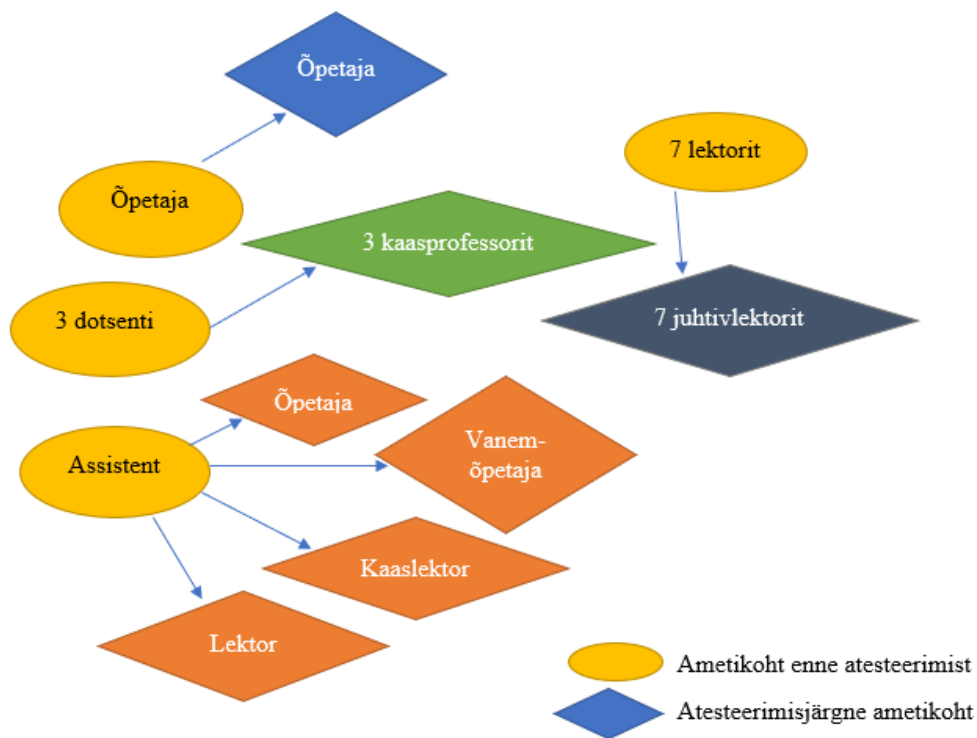 Õpetaja
7 lektorit
Õpetaja
3 kaasprofessorit
3 dotsenti
7 juhtivlektorit
Õpetaja
Vanem-
õpetaja
Assistent
Kaaslektor
Lektor
Ametikoht enne atesteerimist
Atesteerimisjärgne ametikoht